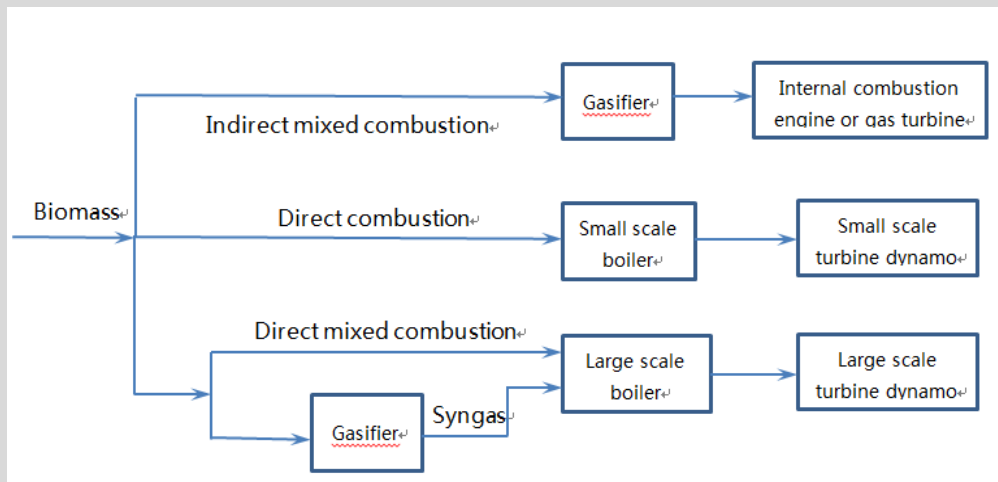 Gasifier
Internal combustion
engine or gas turbine
Indirect mixed combustion
Biomass
Direct combustion
Small scale
boiler
Small scale
turbine dynamo
Direct mixed combustion
Large scale
boiler
Large scale
turbine dynamo
Gasifier
Syngas